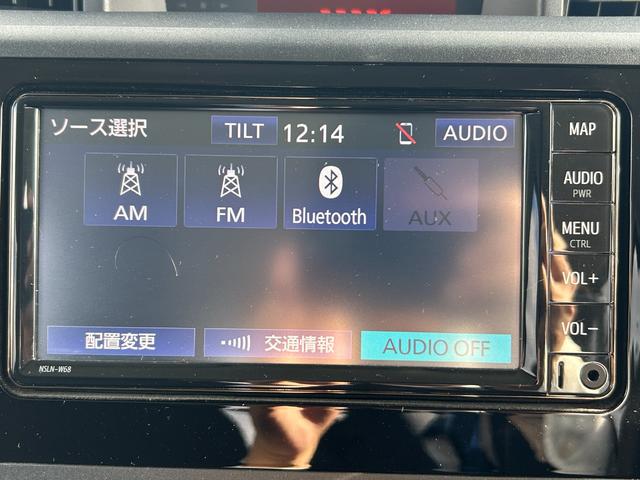 ソース選択 TILT 12:14 AUDIO
AM FM Bluetooth AUX
配置変更 交通情報 AUDIO OFF
NSLN-W68
MAP
AUDIO
PWR
MENU
CTRL
VOL+
VOL-